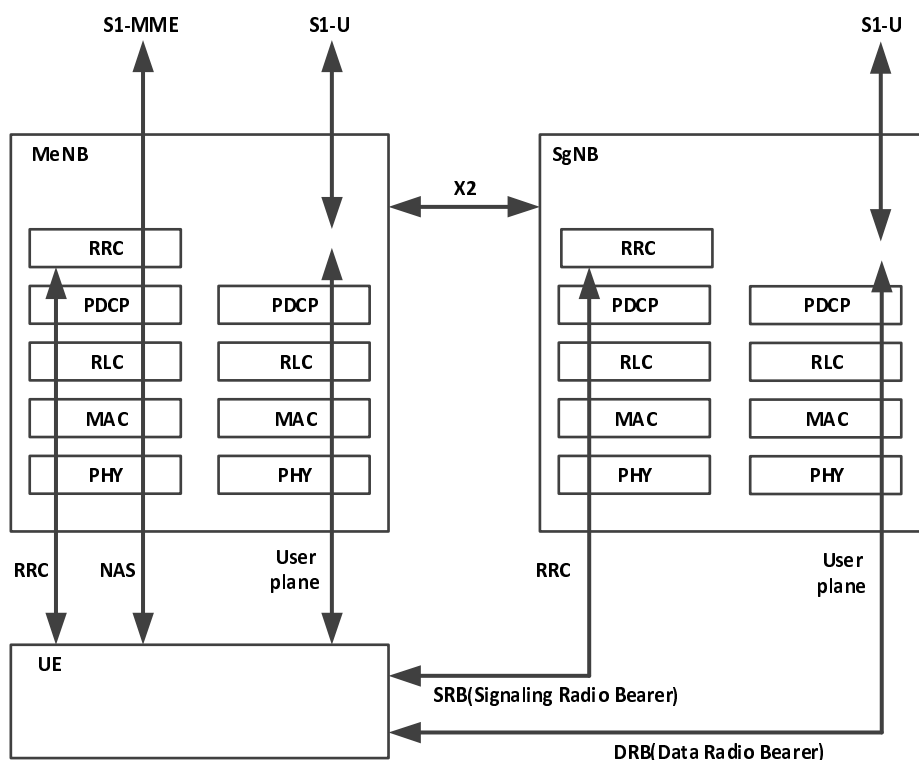 S1-MME
S1-U
S1-U
MeNB
SgNB
X2
RRC
RRC
PDCP
PDCP
PDCP
PDCP
RLC
RLC
RLC
RLC
MAC
MAC
MAC
MAC
PHY
PHY
PHY
PHY
RRC
NAS
User
plane
RRC
User
plane
UE
SRB(Signaling Radio Bearer)
DRB(Data Radio Bearer)